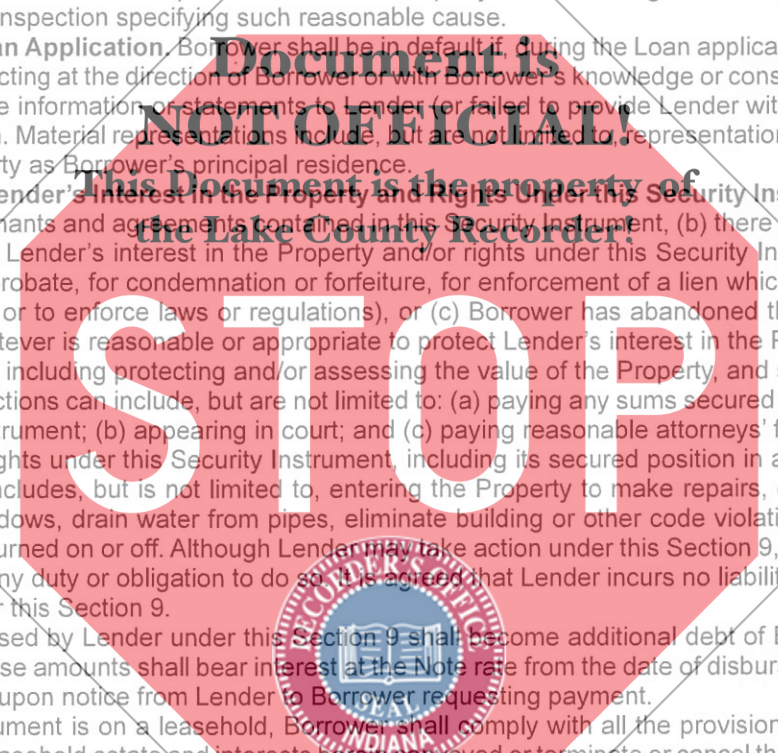 nspection specifying such reasonable cause.
an Application. Borrower shall be in default if, during the Loan applica
Document is
cting at the direction of Borrower or with Borrower's knowledge or cons
e information or statements to Lender (or failed to provide Lender wit
NOT OFFICIAL!
. Material representations include, but are not limited to, representation
rty as Borrower's principal residence.
This Document is the property of
ender's Interest in the Property and Rights Under this Security Ins
nants and agreements contained in this Security Instrument, (b) there
the Lake County Recorder!
Lender's interest in the Property and/or rights under this Security In
robate, for condemnation or forfeiture, for enforcement of a lien which
or to enforce laws or regulations), or (c) Borrower has abandoned th
tever is reasonable or appropriate to protect Lender's interest in the P
including protecting and/or assessing the value of the Property, and s
ctions can include, but are not limited to: (a) paying any sums secured
STOP
rument; (b) appearing in court; and (c) paying reasonable attorneys' f
ghts under this Security Instrument, including its secured position in a
ncludes, but is not limited to, entering the Property to make repairs,
dows, drain water from pipes, eliminate building or other code violati
urned on or off. Although Lender may take action under this Section 9,
ny duty or obligation to do so. It is agreed that Lender incurs no liabilit
r this Section 9.
RECORDER'S OFFICE
sed by Lender under this Section 9 shall become additional debt of B
se amounts shall bear interest at the Note rate from the date of disbur
upon notice from Lender to Borrower requesting payment.
SEAL
ument is on a leasehold, Borrower shall comply with all the provision
INDIANA